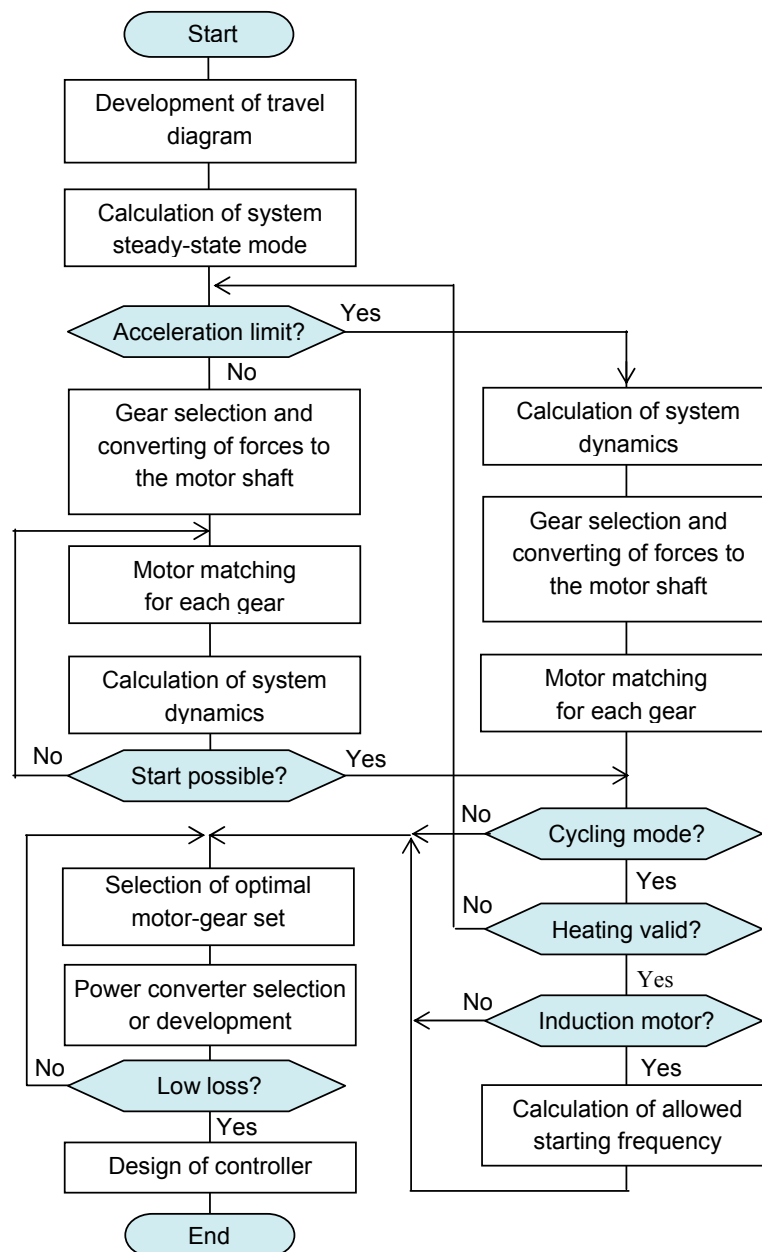 Start
Development of travel
diagram
Calculation of system
steady-state mode
Acceleration limit?
Yes
No
Gear selection and
converting of forces to
the motor shaft
Motor matching
for each gear
Calculation of system
dynamics
No
Start possible?
Yes
Calculation of system
dynamics
Gear selection and
converting of forces to
the motor shaft
Motor matching
for each gear
No
Cycling mode?
Yes
No
Heating valid?
Yes
No
Induction motor?
Yes
Calculation of allowed
starting frequency
Selection of optimal
motor-gear set
Power converter selection
or development
No
Low loss?
Yes
Design of controller
End